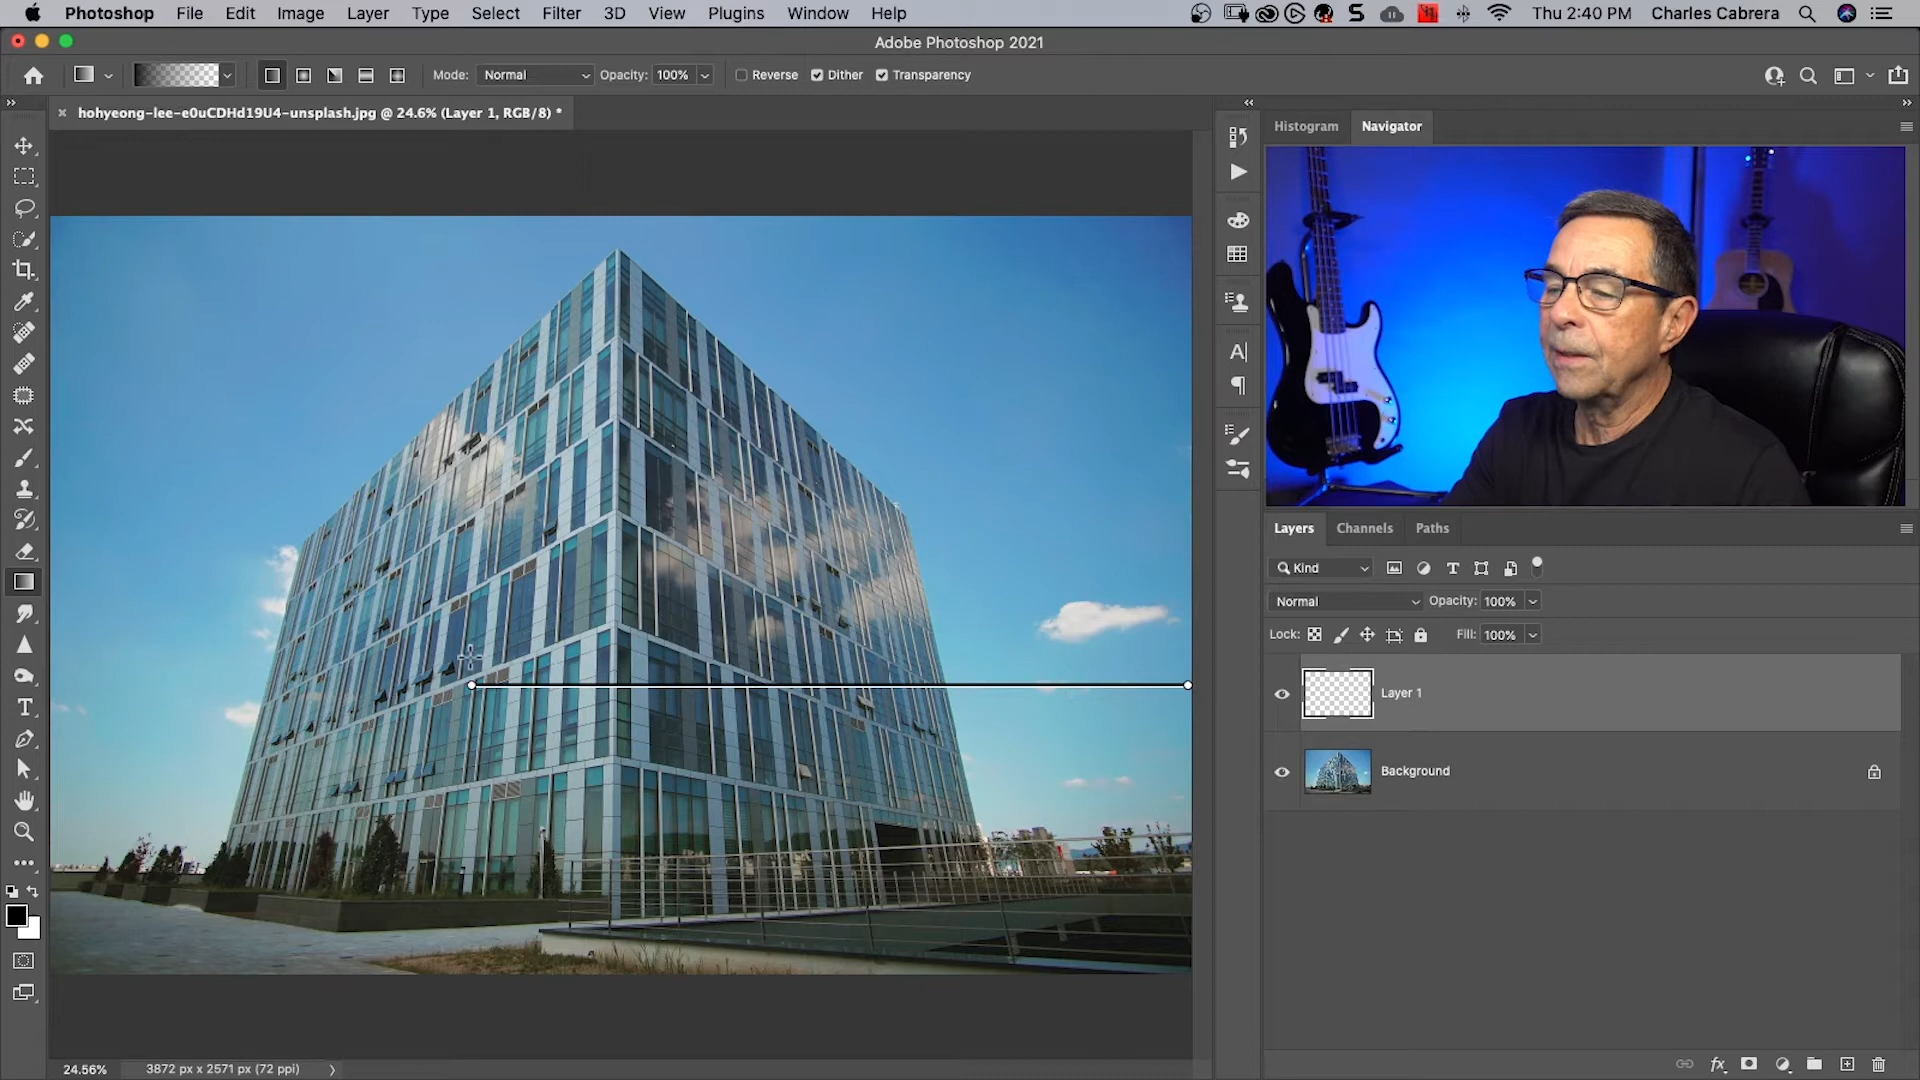 Photoshop File Edit Image Layer Type Select Filter 3D View Plugins Window Help Thu 2:40 PM Charles Cabrera
Adobe Photoshop 2021
Mode: Normal Opacity: 100% Reverse Dither Transparency
hohyeong-lee-e0uCDHd19U4-unsplash.jpg @ 24.6% (Layer 1, RGB/8) *
Histogram Navigator
Layers Channels Paths
Kind
Normal Opacity: 100%
Lock: Fill: 100%
Layer 1
Background
24.56% 3872 px x 2571 px (72 ppi)